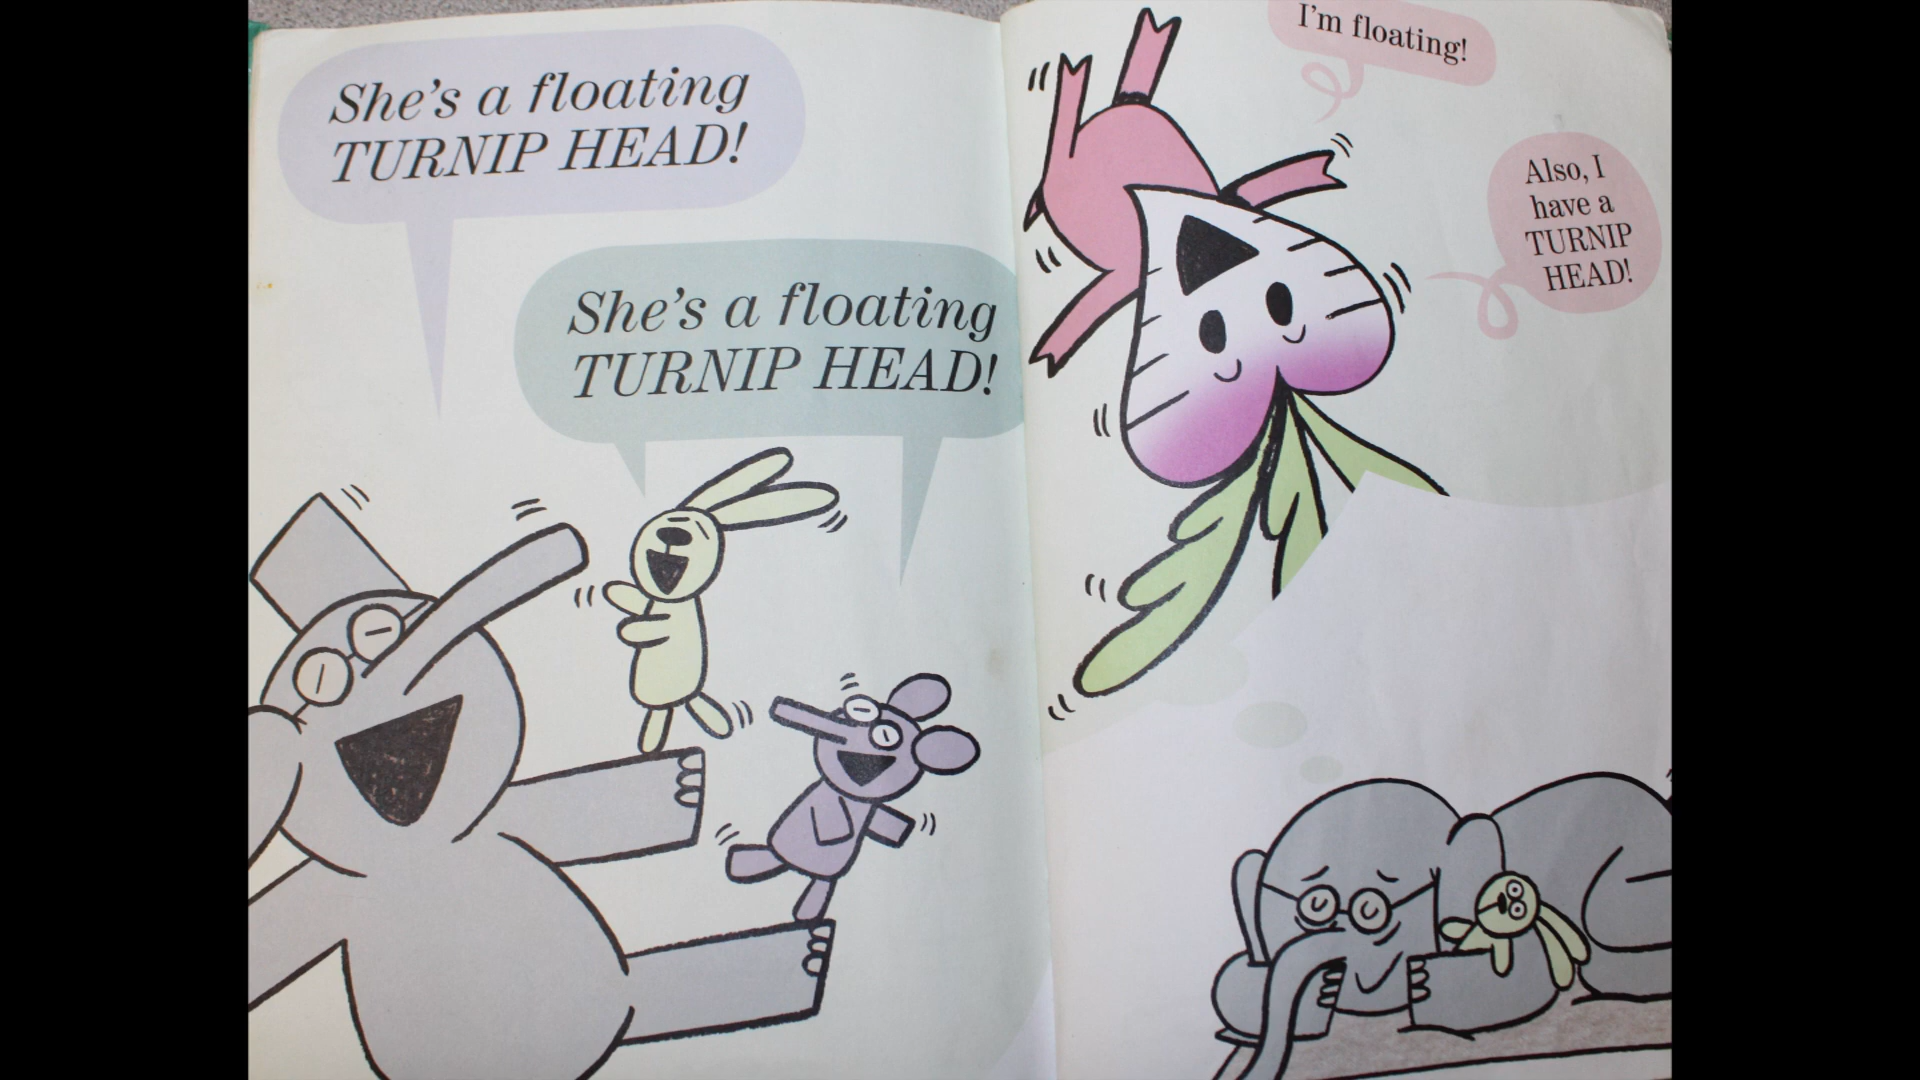 She's a floating
TURNIP HEAD!
She's a floating
TURNIP HEAD!
I'm floating!
Also, I
have a
TURNIP
HEAD!